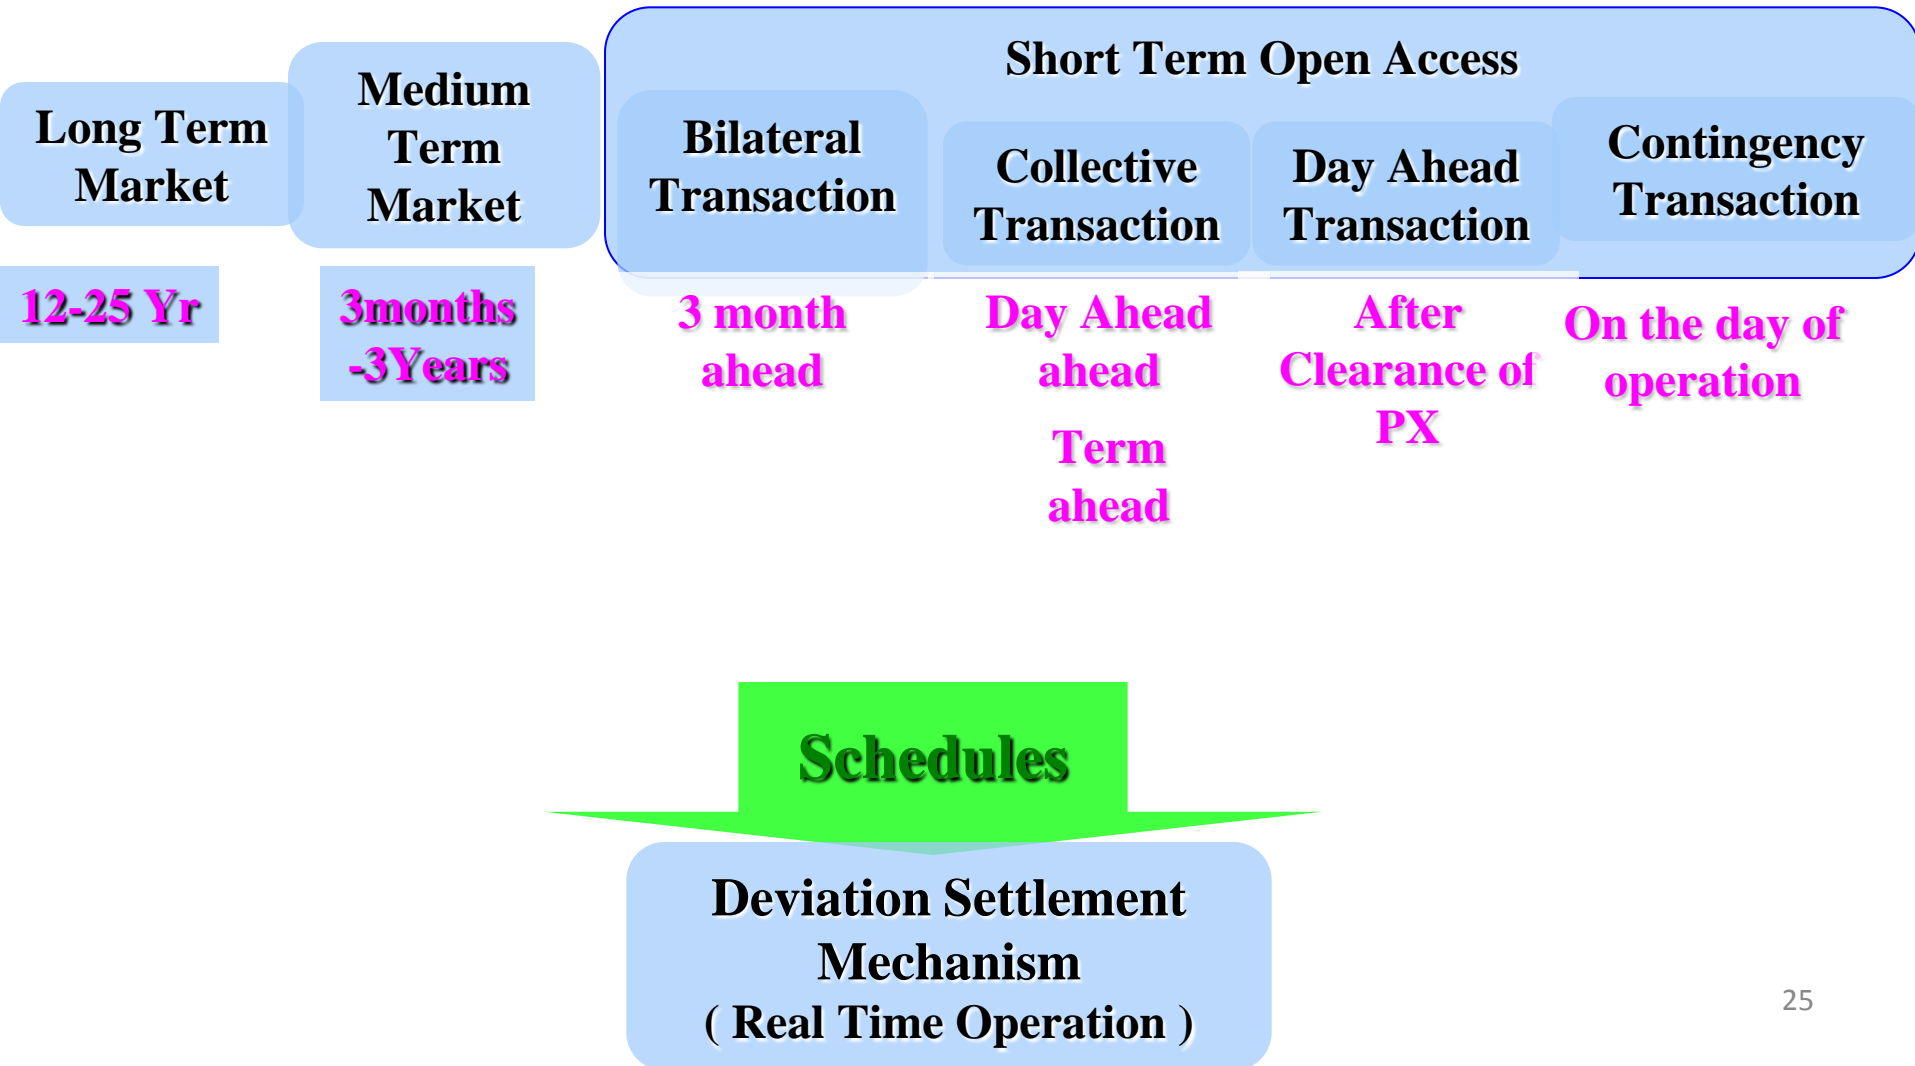 Short Term Open Access
Long Term
Market
Medium
Term
Market
Bilateral
Transaction
Collective
Transaction
Day Ahead
Transaction
Contingency
Transaction
12-25 Yr
3months
-3Years
3 month
ahead
Day Ahead
ahead
Term
ahead
After
Clearance of
PX
On the day of
operation
Schedules
Deviation Settlement
Mechanism
( Real Time Operation )
25